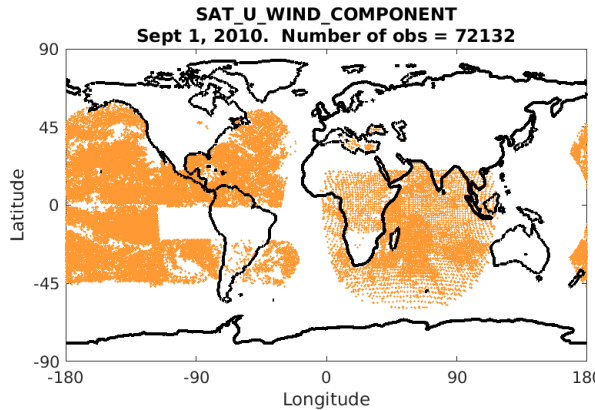 SAT_U_WIND_COMPONENT
Sept 1, 2010.  Number of obs = 72132
90
45
0
-45
-90
Latitude
-180
-90
0
90
180
Longitude